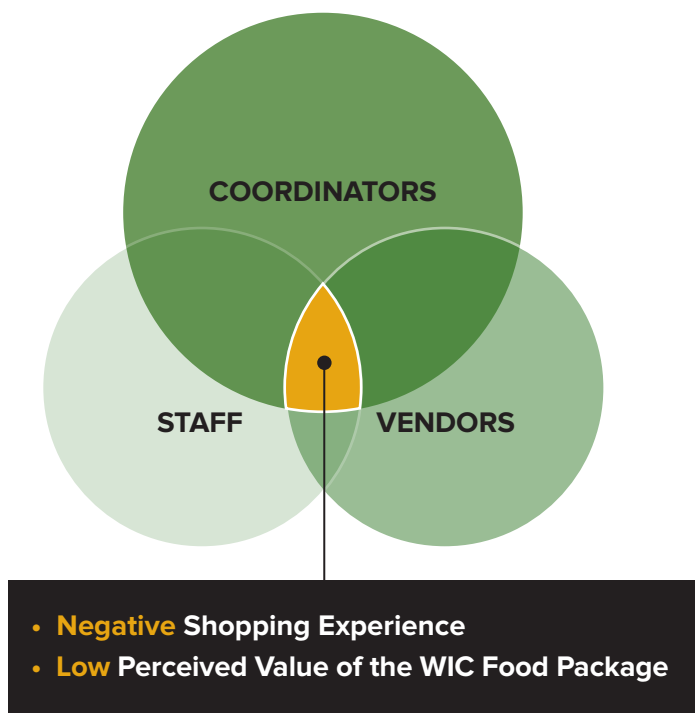 COORDINATORS
STAFF
VENDORS
• Negative Shopping Experience
• Low Perceived Value of the WIC Food Package